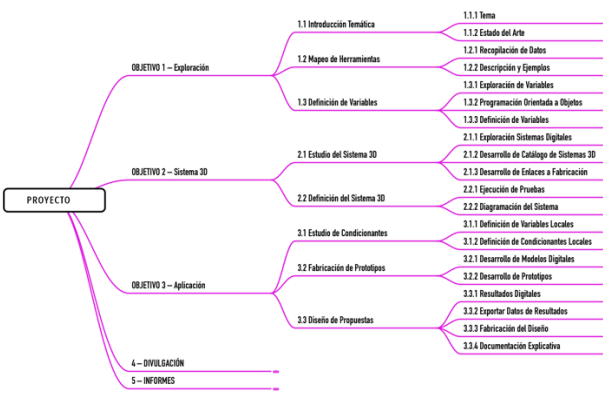 PROYECTO
OBJETIVO 1 – Exploración
1.1 Introducción Temática
1.1.1 Tema
1.1.2 Estado del Arte
1.2 Mapeo de Herramientas
1.2.1 Recopilación de Datos
1.2.2 Descripción y Ejemplos
1.3 Definición de Variables
1.3.1 Exploración de Variables
1.3.2 Programación Orientada a Objetos
1.3.3 Definición de Variables
OBJETIVO 2 – Sistema 3D
2.1 Estudio del Sistema 3D
2.1.1 Exploración Sistemas Digitales
2.1.2 Desarrollo de Catálogo de Sistemas 3D
2.1.3 Desarrollo de Enlaces a Fabricación
2.2 Definición del Sistema 3D
2.2.1 Ejecución de Pruebas
2.2.2 Diagramación del Sistema
OBJETIVO 3 – Aplicación
3.1 Estudio de Condicionantes
3.1.1 Definición de Variables Locales
3.1.2 Definición de Condicionantes Locales
3.2 Fabricación de Prototipos
3.2.1 Desarrollo de Modelos Digitales
3.2.2 Desarrollo de Prototipos
3.3 Diseño de Propuestas
3.3.1 Resultados Digitales
3.3.2 Exportar Datos de Resultados
3.3.3 Fabricación del Diseño
3.3.4 Documentación Explicativa
4 – DIVULGACIÓN
5 – INFORMES